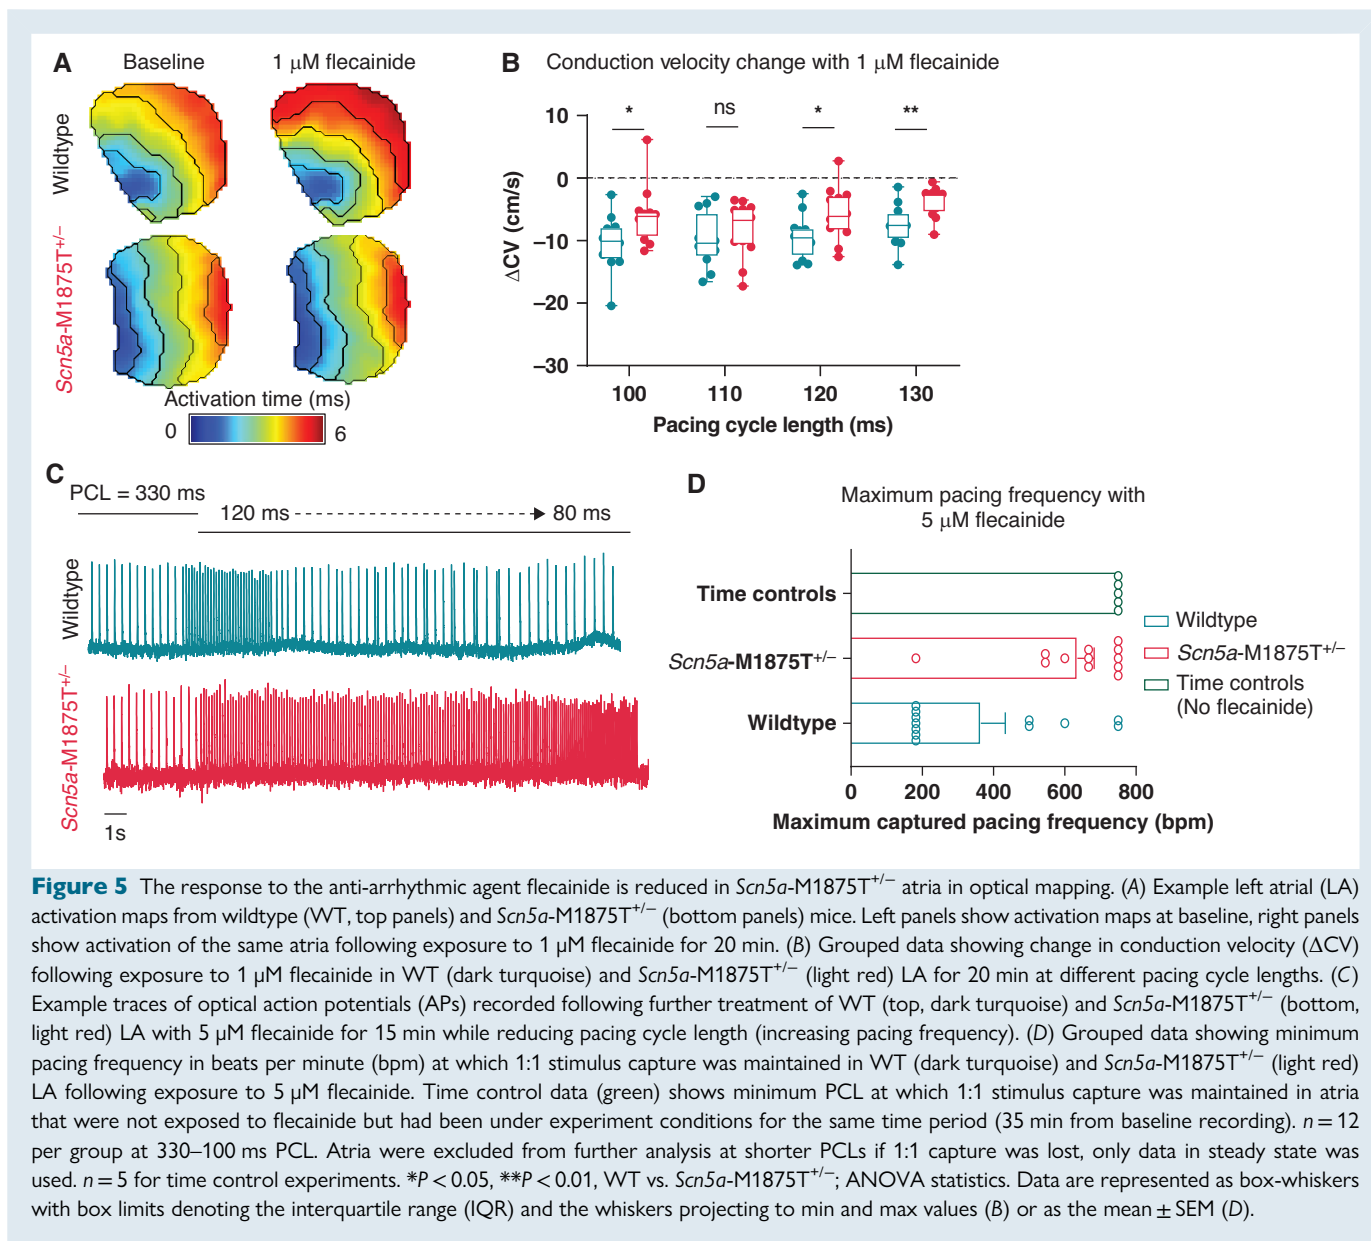 A
Baseline
1 μM flecainide
Wildtype
Scn5a-M1875T+/–
Activation time (ms)
0
6
B
Conduction velocity change with 1 μM flecainide
*
ns
*
**
10
0
–10
–20
–30
ΔCV (cm/s)
100
110
120
130
Pacing cycle length (ms)
C
PCL = 330 ms
120 ms
80 ms
Wildtype
Scn5a-M1875T+/–
1s
D
Maximum pacing frequency with
5 μM flecainide
Time controls
Scn5a-M1875T+/–
Wildtype
0
200
400
600
800
Maximum captured pacing frequency (bpm)
Wildtype
Scn5a-M1875T+/–
Time controls
(No flecainide)
Figure 5 The response to the anti-arrhythmic agent flecainide is reduced in Scn5a-M1875T+/− atria in optical mapping. (A) Example left atrial (LA)
activation maps from wildtype (WT, top panels) and Scn5a-M1875T+/− (bottom panels) mice. Left panels show activation maps at baseline, right panels
show activation of the same atria following exposure to 1 μM flecainide for 20 min. (B) Grouped data showing change in conduction velocity (ΔCV)
following exposure to 1 μM flecainide in WT (dark turquoise) and Scn5a-M1875T+/− (light red) LA for 20 min at different pacing cycle lengths. (C)
Example traces of optical action potentials (APs) recorded following further treatment of WT (top, dark turquoise) and Scn5a-M1875T+/− (bottom,
light red) LA with 5 μM flecainide for 15 min while reducing pacing cycle length (increasing pacing frequency). (D) Grouped data showing minimum
pacing frequency in beats per minute (bpm) at which 1:1 stimulus capture was maintained in WT (dark turquoise) and Scn5a-M1875T+/− (light red)
LA following exposure to 5 μM flecainide. Time control data (green) shows minimum PCL at which 1:1 stimulus capture was maintained in atria
that were not exposed to flecainide but had been under experiment conditions for the same time period (35 min from baseline recording). n = 12
per group at 330–100 ms PCL. Atria were excluded from further analysis at shorter PCLs if 1:1 capture was lost, only data in steady state was
used. n = 5 for time control experiments. *P < 0.05, **P < 0.01, WT vs. Scn5a-M1875T+/−; ANOVA statistics. Data are represented as box-whiskers
with box limits denoting the interquartile range (IQR) and the whiskers projecting to min and max values (B) or as the mean ± SEM (D).